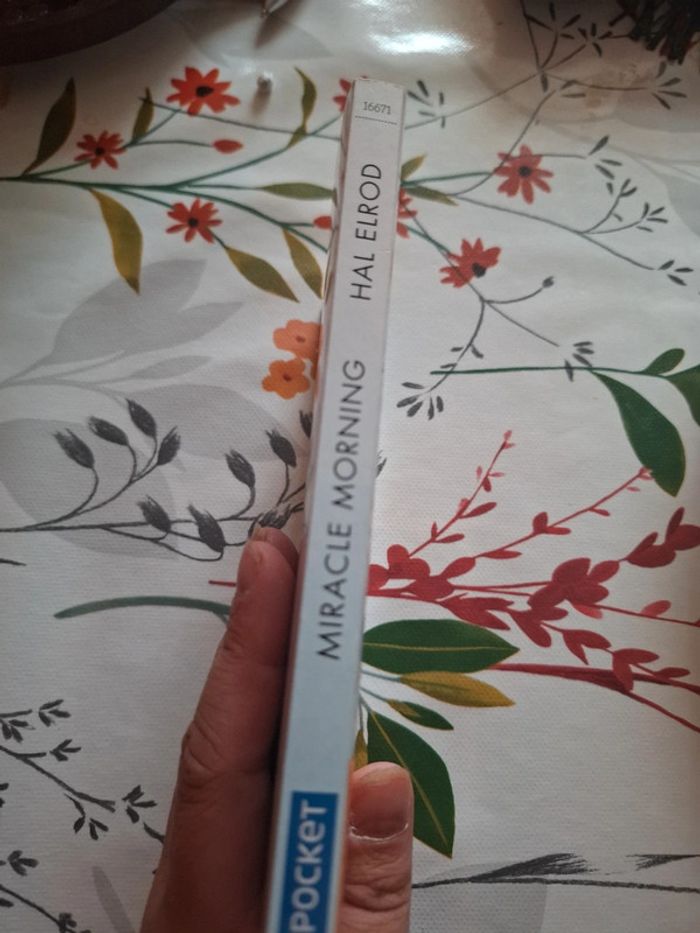 16671
HAL ELROD
MIRACLE MORNING
POCKET